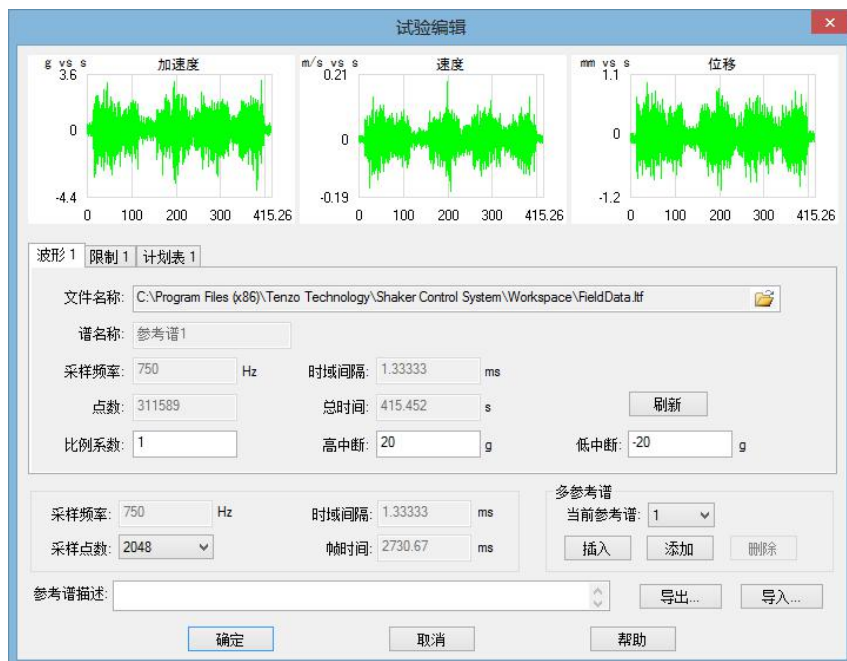 试验编辑
g vs s 加速度
3.6
0
-4.4
0 100 200 300 415.26
m/s vs s 速度
0.21
0
-0.19
0 100 200 300 415.26
mm vs s 位移
1.1
0
-1.2
0 100 200 300 415.26
波形 1 限制 1 计划表 1
文件名称: C:\Program Files (x86)\Tenzo Technology\Shaker Control System\Workspace\FieldData.ltf
谱名称: 参考谱1
采样频率: 750 Hz 时域间隔: 1.33333 ms
点数: 311589 总时间: 415.452 s 刷新
比例系数: 1 高中断: 20 g 低中断: -20 g
多参考谱
采样频率: 750 Hz 时域间隔: 1.33333 ms 当前参考谱: 1
采样点数: 2048 帧时间: 2730.67 ms 插入 添加 删除
参考谱描述: 导出... 导入...
确定 取消 帮助